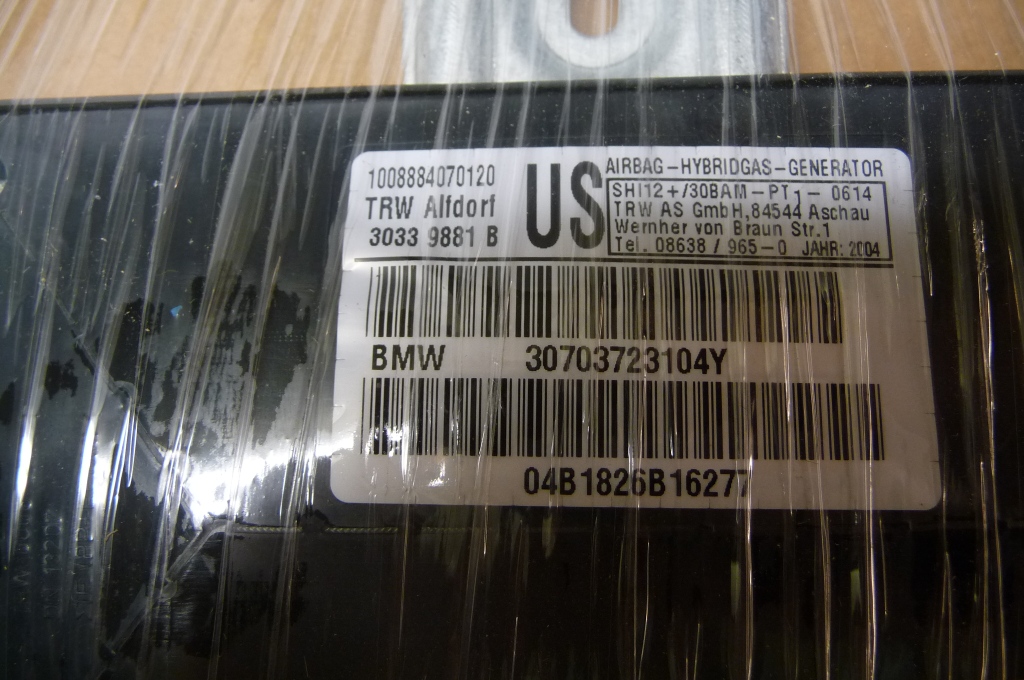 1008884070120
TRW Alfdorf
3033 9881 B
US
AIRBAG-HYBRIDGAS-GENERATOR
SHI12+/30BAM-PT1-0614
TRW AS GmbH,84544 Aschau
Wernher von Braun Str.1
Tel. 08638 / 965-0 JAHR: 2004
BMW 30703723104Y
04B1826B16277